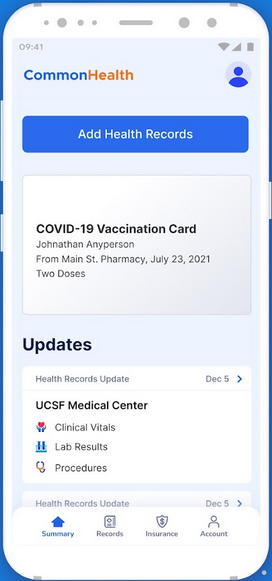 09:41
CommonHealth
Add Health Records
COVID-19 Vaccination Card
Johnathan Anyperson
From Main St. Pharmacy, July 23, 2021
Two Doses
Updates
Health Records Update Dec 5
UCSF Medical Center
Clinical Vitals
Lab Results
Procedures
Health Records Update Dec 5
Summary Records Insurance Account